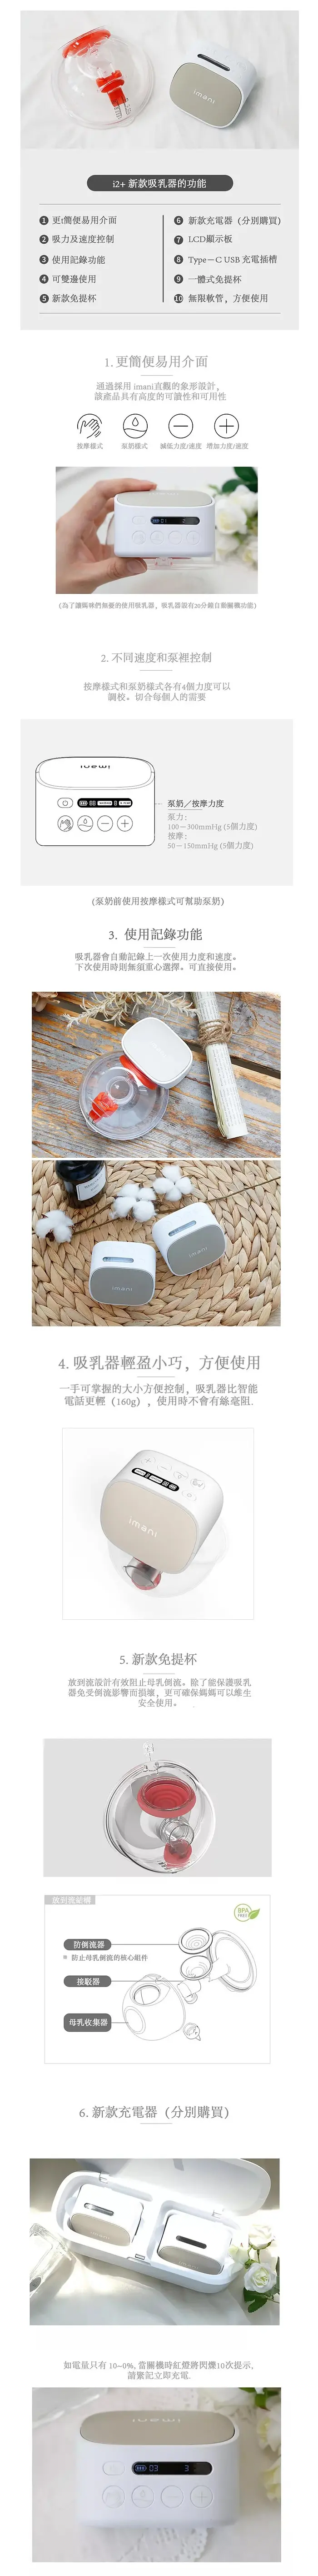 imani
i2+ 新款吸乳器的功能
1 更t簡便易用介面
2 吸力及速度控制
3 使用記錄功能
4 可雙邊使用
5 新款免提杯
6 新款充電器（分別購買)
7 LCD顯示板
8 Type－C USB 充電插槽
9 一體式免提杯
10 無限軟管，方便使用
1. 更簡便易用介面
通過採用 imani直觀的象形設計，
該產品具有高度的可讀性和可用性
按摩模式 泵奶模式 減低力度/速度 增加力度/速度
(為了讓媽咪們無憂的使用吸乳器，吸乳器設有20分鐘自動關機功能)
2. 不同速度和泵裡控制
按摩樣式和泵奶樣式各有4個力度可以
調校。切合每個人的需要
imani
泵奶／按摩力度
泵力：
100－300mmHg (5個力度)
按摩：
50－150mmHg (5個力度)
(泵奶前使用按摩樣式可幫助泵奶)
3. 使用記錄功能
吸乳器會自動記錄上一次使用力度和速度。
下次使用時則無須重心選擇。可直接使用。
imani
imani
4. 吸乳器輕盈小巧，方便使用
一手可掌握的大小方便控制，吸乳器比智能
電話更輕（160g），使用時不會有絲毫阻.
imani
5. 新款免提杯
放到流設計有效阻止母乳倒流。除了能保護吸乳
器免受倒流影響而損壞，更可確保媽媽可以維生
安全使用。
放到流結構
BPA
FREE
防倒流器
※ 防止母乳倒流的核心組件
接駁器
母乳收集器
6. 新款充電器（分別購買）
如電量只有 10~0%, 當關機時紅燈將閃爍10次提示,
請緊記立即充電.
imani
03 3